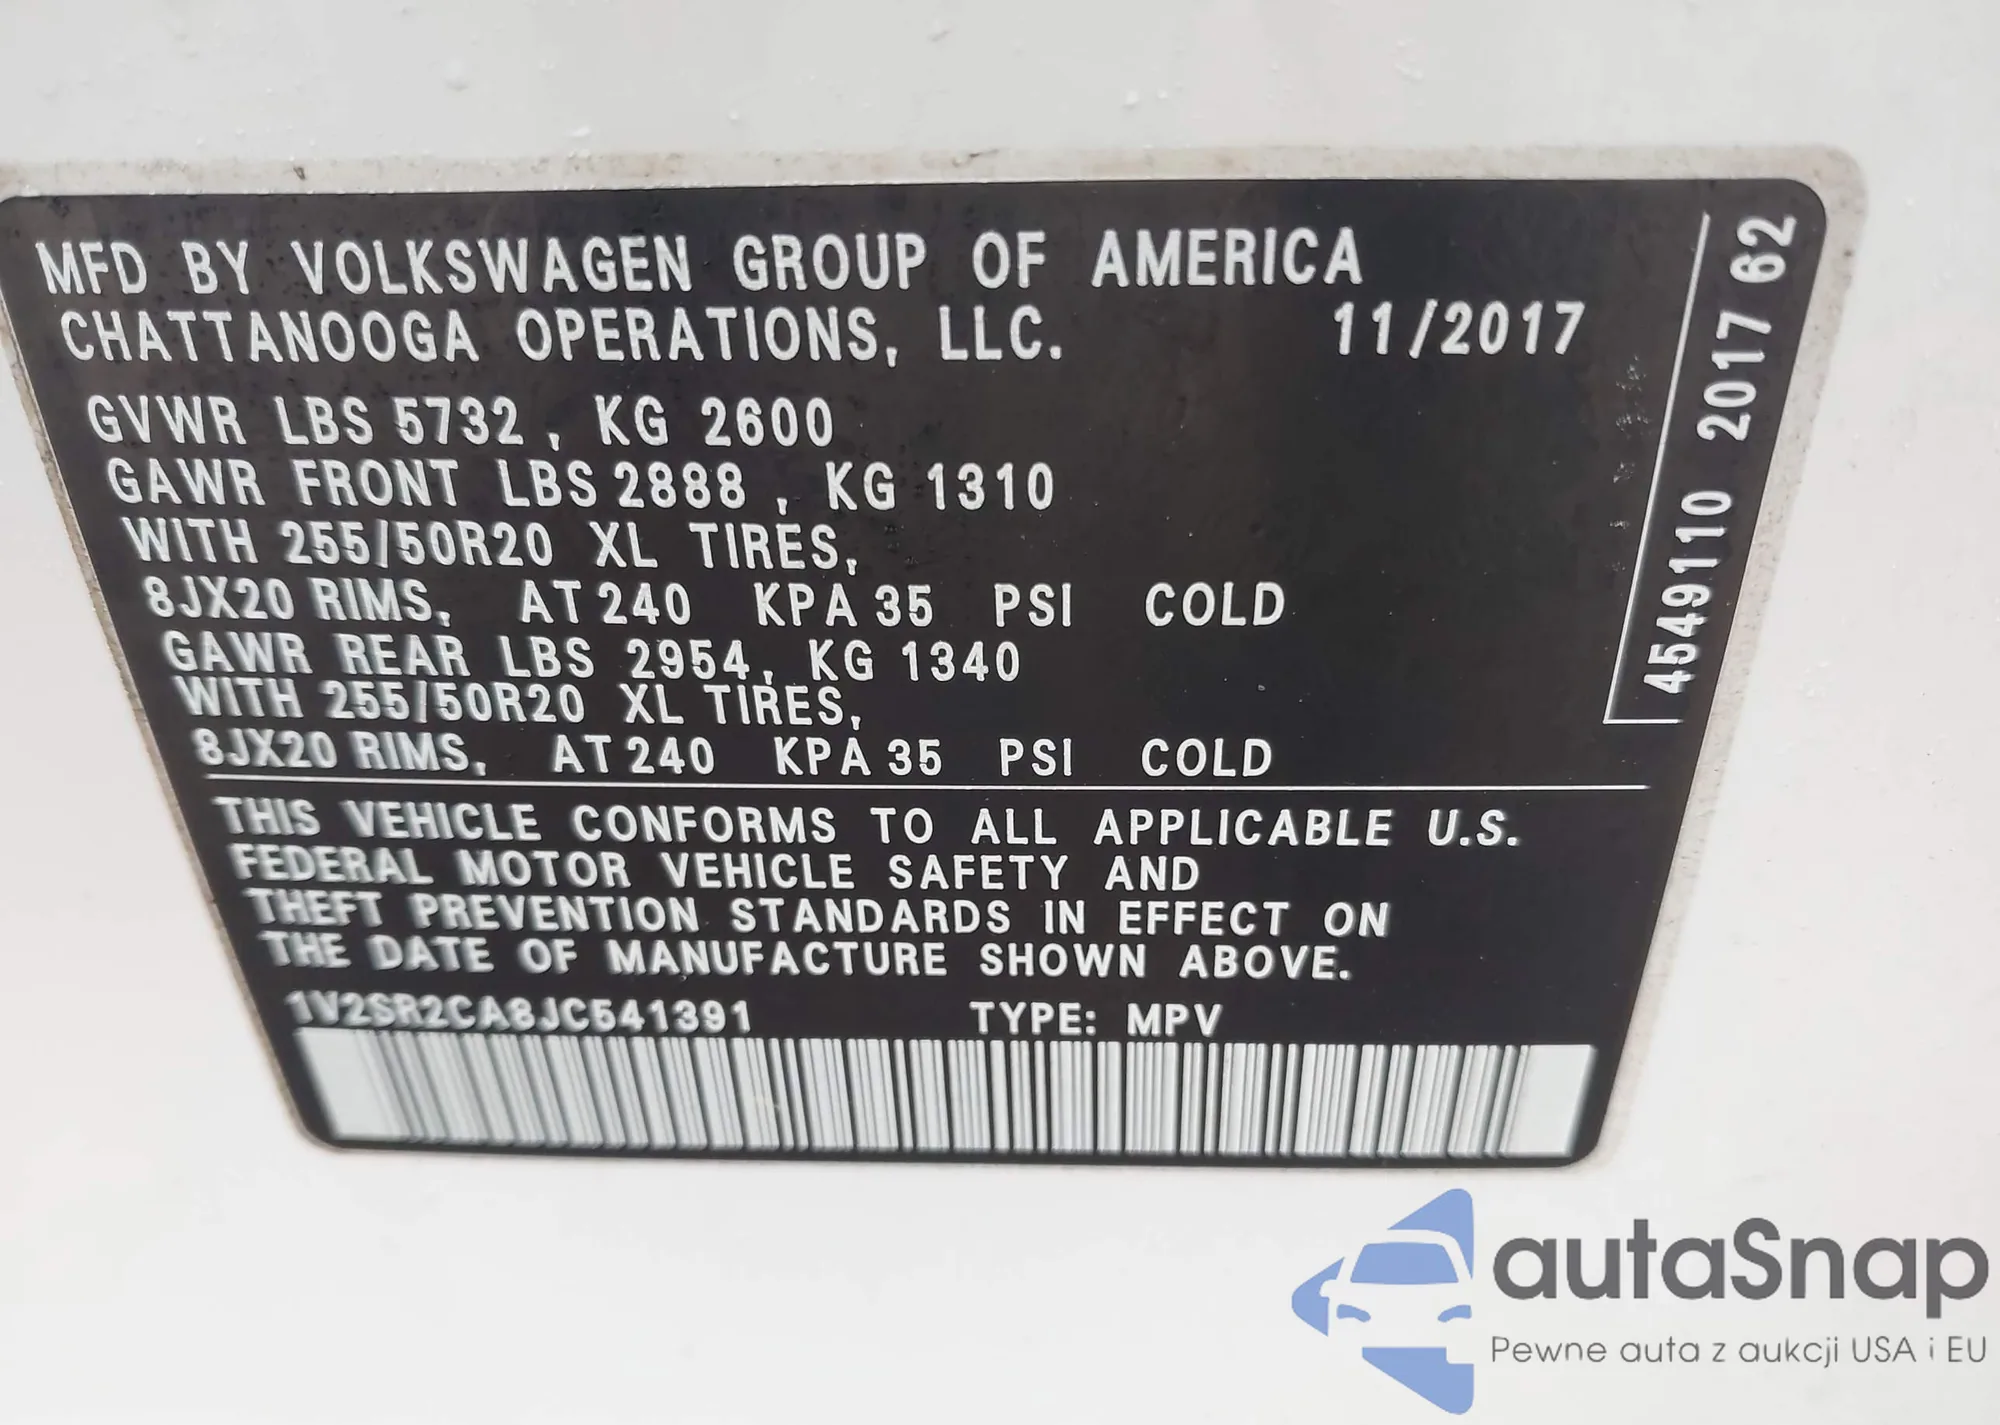 MFD BY VOLKSWAGEN GROUP OF AMERICA
CHATTANOOGA OPERATIONS, LLC. 11/2017
GVWR LBS 5732, KG 2600
GAWR FRONT LBS 2888, KG 1310
WITH 255/50R20 XL TIRES,
8JX20 RIMS, AT 240 KPA 35 PSI COLD
GAWR REAR LBS 2954, KG 1340
WITH 255/50R20 XL TIRES,
8JX20 RIMS, AT 240 KPA 35 PSI COLD
THIS VEHICLE CONFORMS TO ALL APPLICABLE U.S.
FEDERAL MOTOR VEHICLE SAFETY AND
THEFT PREVENTION STANDARDS IN EFFECT ON
THE DATE OF MANUFACTURE SHOWN ABOVE.
1V2SR2CA8JC541391 TYPE: MPV
4549110 2017 62
autaSnap
Pewne auta z aukcji USA i EU